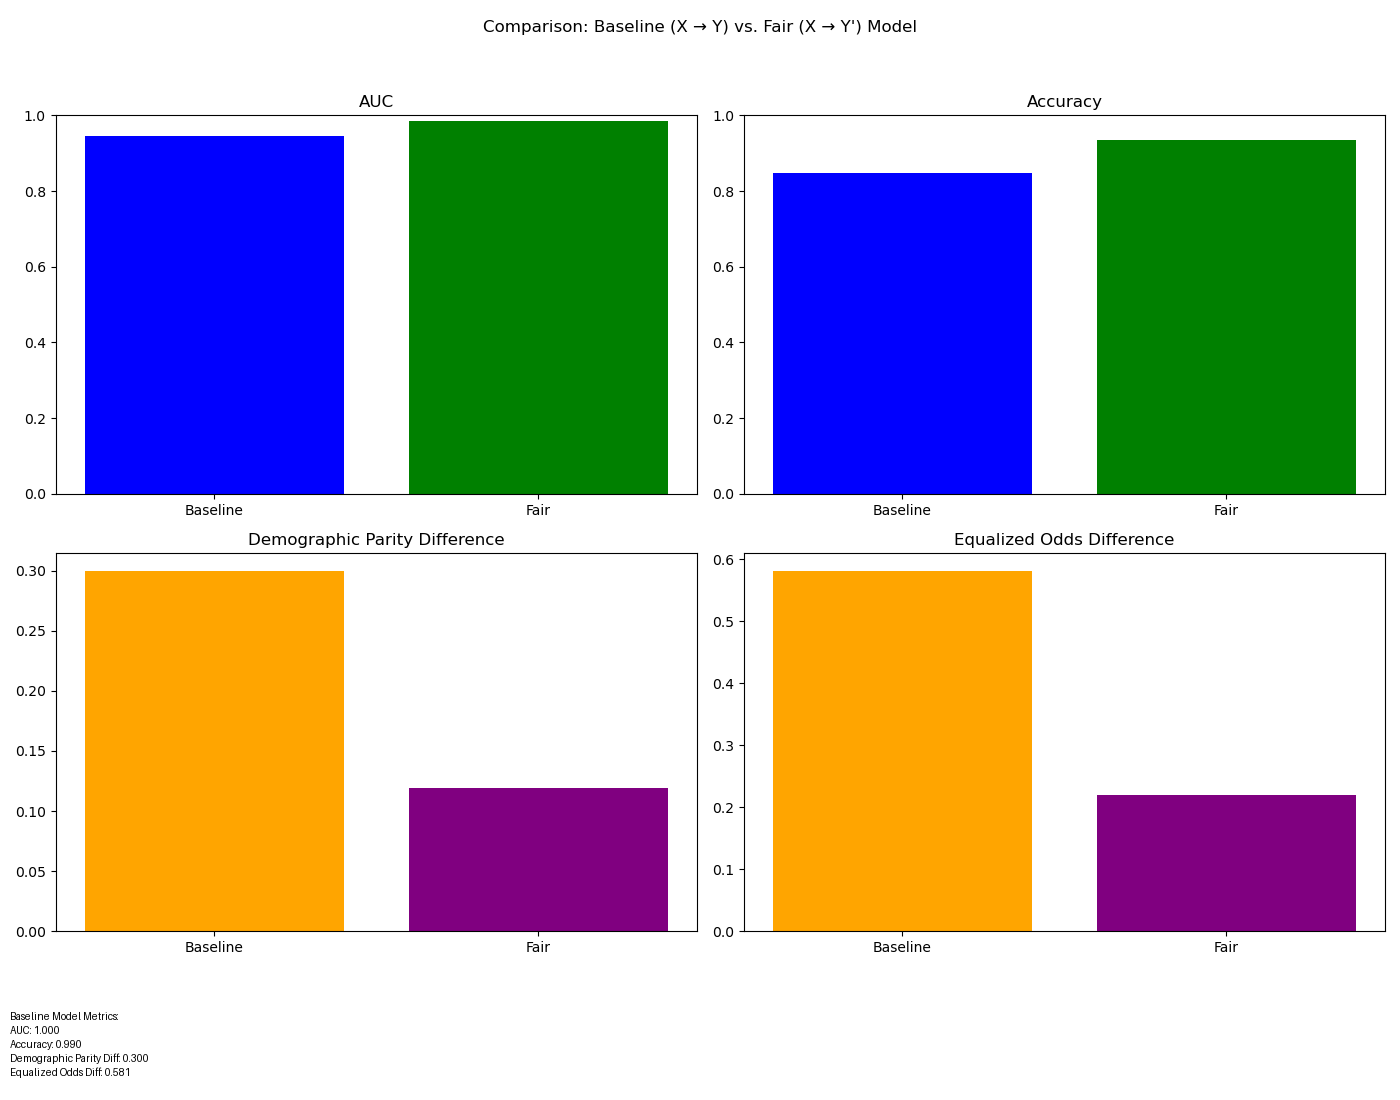 Comparison: Baseline (X → Y) vs. Fair (X → Y') Model
AUC
1.0
0.8
0.6
0.4
0.2
0.0
Baseline Fair
Accuracy
1.0
0.8
0.6
0.4
0.2
0.0
Baseline Fair
Demographic Parity Difference
0.30
0.25
0.20
0.15
0.10
0.05
0.00
Baseline Fair
Equalized Odds Difference
0.6
0.5
0.4
0.3
0.2
0.1
0.0
Baseline Fair
Baseline Model Metrics:
AUC: 1.000
Accuracy: 0.990
Demographic Parity Diff: 0.300
Equalized Odds Diff: 0.581